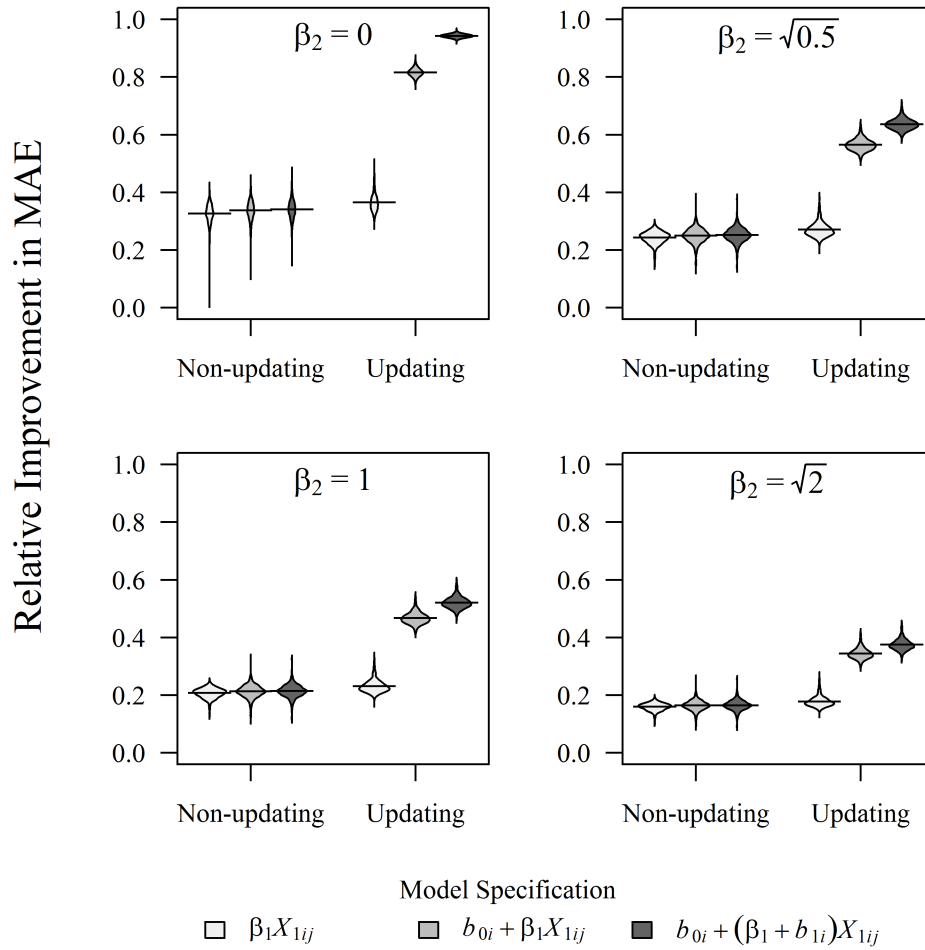 Relative Improvement in MAE
β₂ = 0
1.0
0.8
0.6
0.4
0.2
0.0
Non-updating Updating
β₂ = √0.5
1.0
0.8
0.6
0.4
0.2
0.0
Non-updating Updating
β₂ = 1
1.0
0.8
0.6
0.4
0.2
0.0
Non-updating Updating
β₂ = √2
1.0
0.8
0.6
0.4
0.2
0.0
Non-updating Updating
Model Specification
β₁X₁ᵢⱼ b₀ᵢ + β₁X₁ᵢⱼ b₀ᵢ + (β₁ + b₁ᵢ)X₁ᵢⱼ